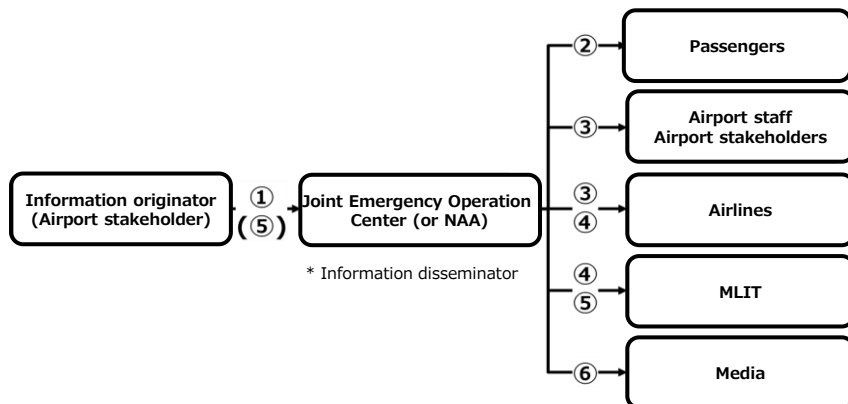 ②
Passengers
③
Airport staff
Airport stakeholders
Information originator
(Airport stakeholder)
①
(⑤)
Joint Emergency Operation
Center (or NAA)
* Information disseminator
③
④
Airlines
④
⑤
MLIT
⑥
Media